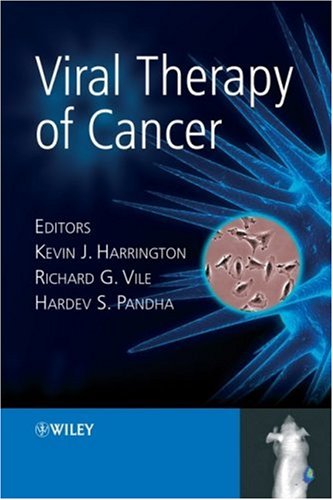 Viral Therapy
of Cancer
EDITORS
KEVIN J. HARRINGTON
RICHARD G. VILE
HARDEV S. PANDHA
WILEY